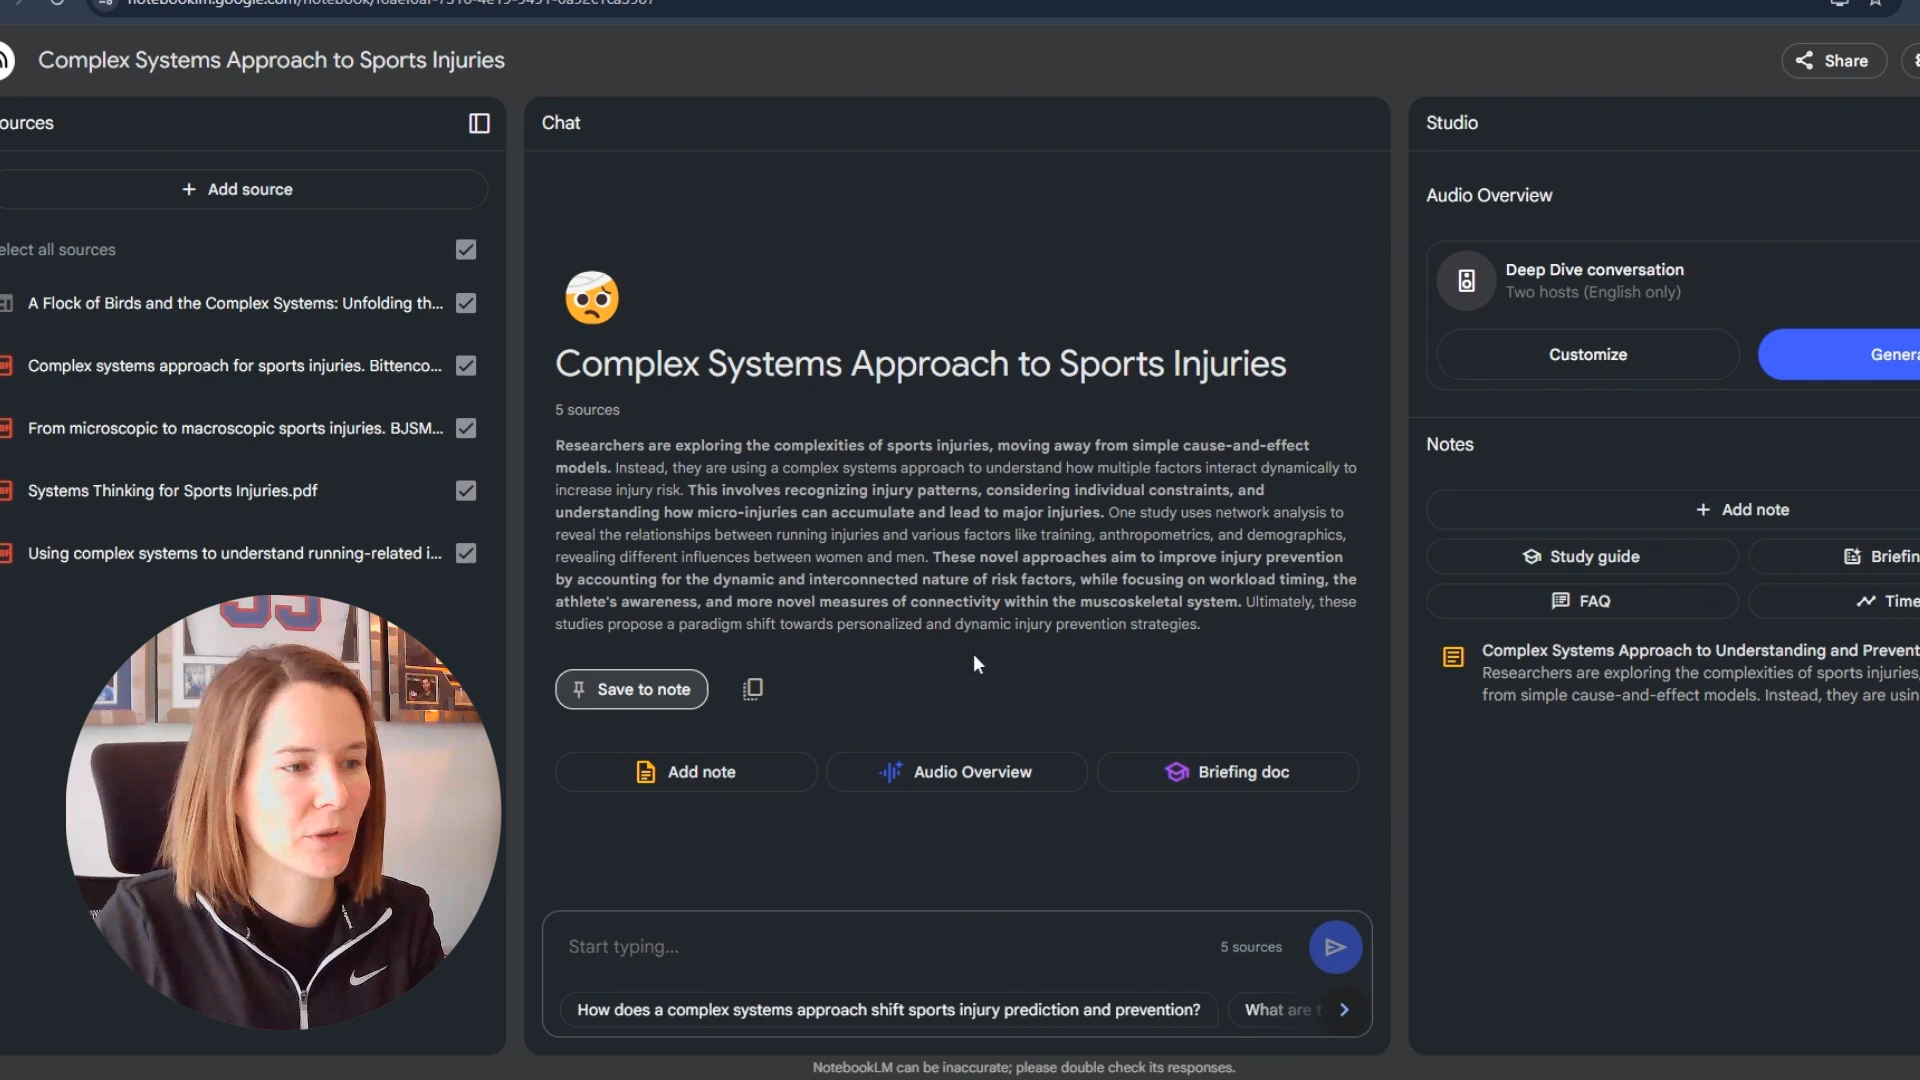 Complex Systems Approach to Sports Injuries
Share
ources
Add source
elect all sources
A Flock of Birds and the Complex Systems: Unfolding th...
Complex systems approach for sports injuries. Bittenco...
From microscopic to macroscopic sports injuries. BJSM...
Systems Thinking for Sports Injuries.pdf
Using complex systems to understand running-related i...
Chat
Complex Systems Approach to Sports Injuries
5 sources
Researchers are exploring the complexities of sports injuries, moving away from simple cause-and-effect
models. Instead, they are using a complex systems approach to understand how multiple factors interact dynamically to
increase injury risk. This involves recognizing injury patterns, considering individual constraints, and
understanding how micro-injuries can accumulate and lead to major injuries. One study uses network analysis to
reveal the relationships between running injuries and various factors like training, anthropometrics, and demographics,
revealing different influences between women and men. These novel approaches aim to improve injury prevention
by accounting for the dynamic and interconnected nature of risk factors, while focusing on workload timing, the
athlete's awareness, and more novel measures of connectivity within the muscoskeletal system. Ultimately, these
studies propose a paradigm shift towards personalized and dynamic injury prevention strategies.
Save to note
Add note
Audio Overview
Briefing doc
Start typing...
5 sources
How does a complex systems approach shift sports injury prediction and prevention?
What are t
NotebookLM can be inaccurate; please double check its responses.
Studio
Audio Overview
Deep Dive conversation
Two hosts (English only)
Customize
Genera
Notes
Add note
Study guide
Briefin
FAQ
Time
Complex Systems Approach to Understanding and Prevent
Researchers are exploring the complexities of sports injuries,
from simple cause-and-effect models. Instead, they are usin